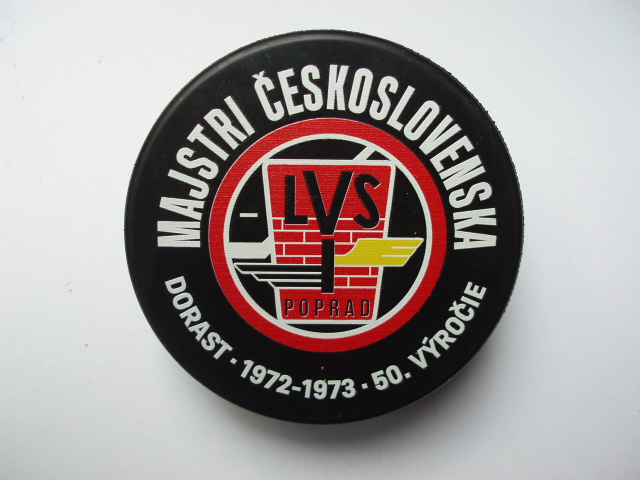 MAJSTRI ČESKOSLOVENSKA
LVS
POPRAD
DORAST · 1972-1973 · 50. VÝROČIE